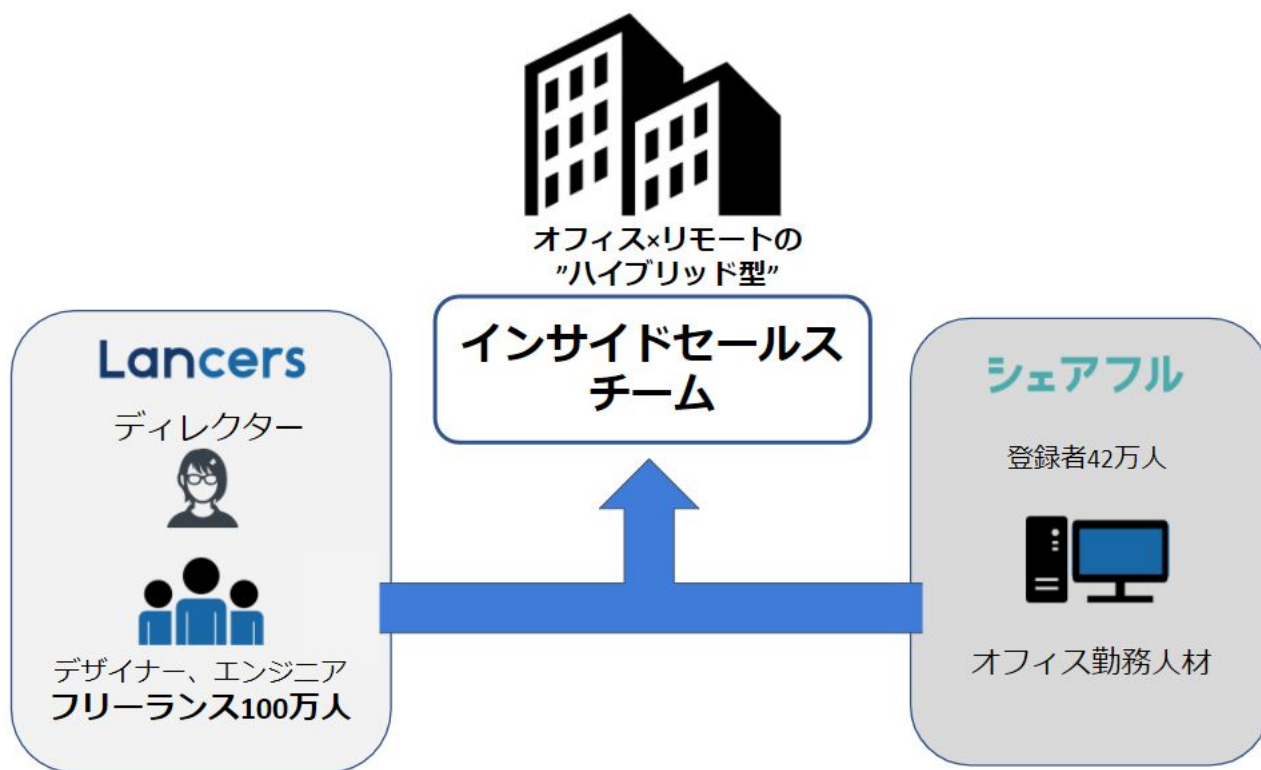 オフィス×リモートの
”ハイブリッド型”
インサイドセールス
チーム
Lancers
ディレクター
デザイナー、エンジニア
フリーランス100万人
シェアフル
登録者42万人
オフィス勤務人材